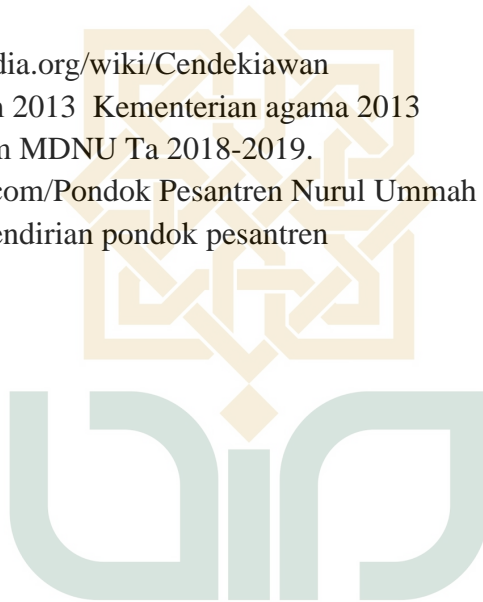 dia.org/wiki/Cendekiawan
2013 Kementerian agama 2013
MDNU Ta 2018-2019.
com/Pondok Pesantren Nurul Ummah
endirian pondok pesantren